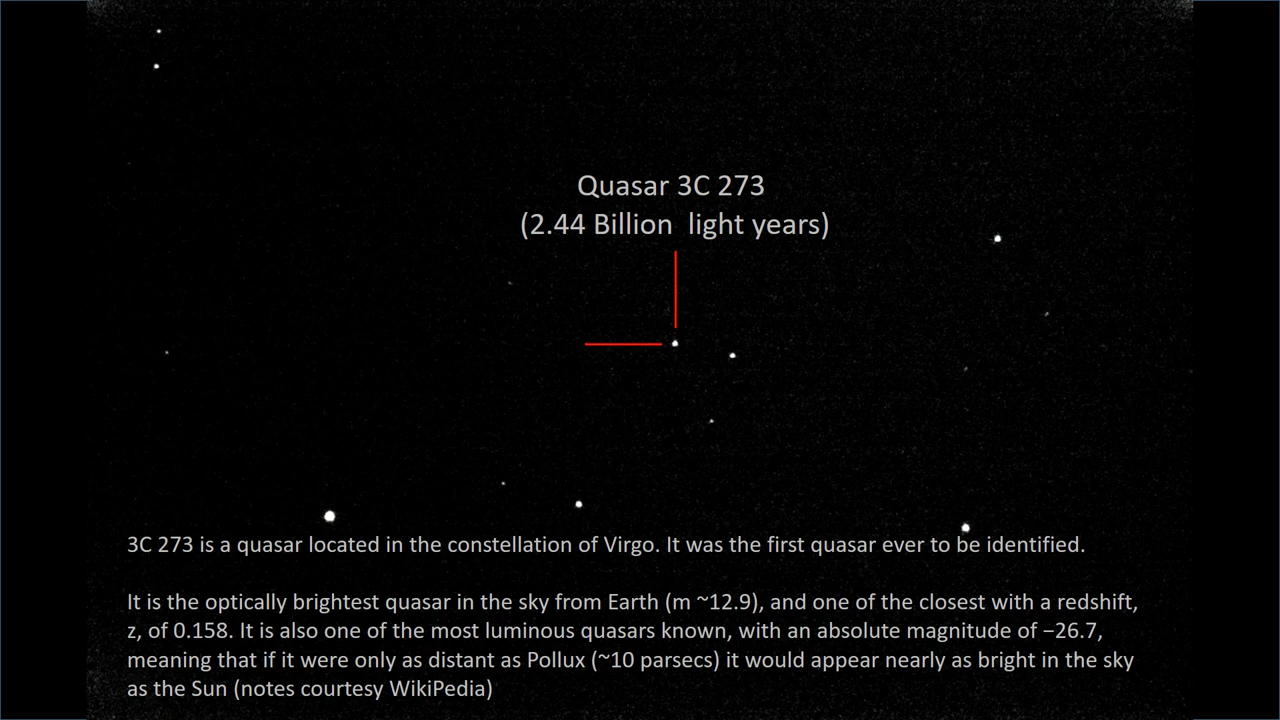 Quasar 3C 273
(2.44 Billion  light years)
3C 273 is a quasar located in the constellation of Virgo. It was the first quasar ever to be identified.
It is the optically brightest quasar in the sky from Earth (m ~12.9), and one of the closest with a redshift,
z, of 0.158. It is also one of the most luminous quasars known, with an absolute magnitude of −26.7,
meaning that if it were only as distant as Pollux (~10 parsecs) it would appear nearly as bright in the sky
as the Sun (notes courtesy WikiPedia)